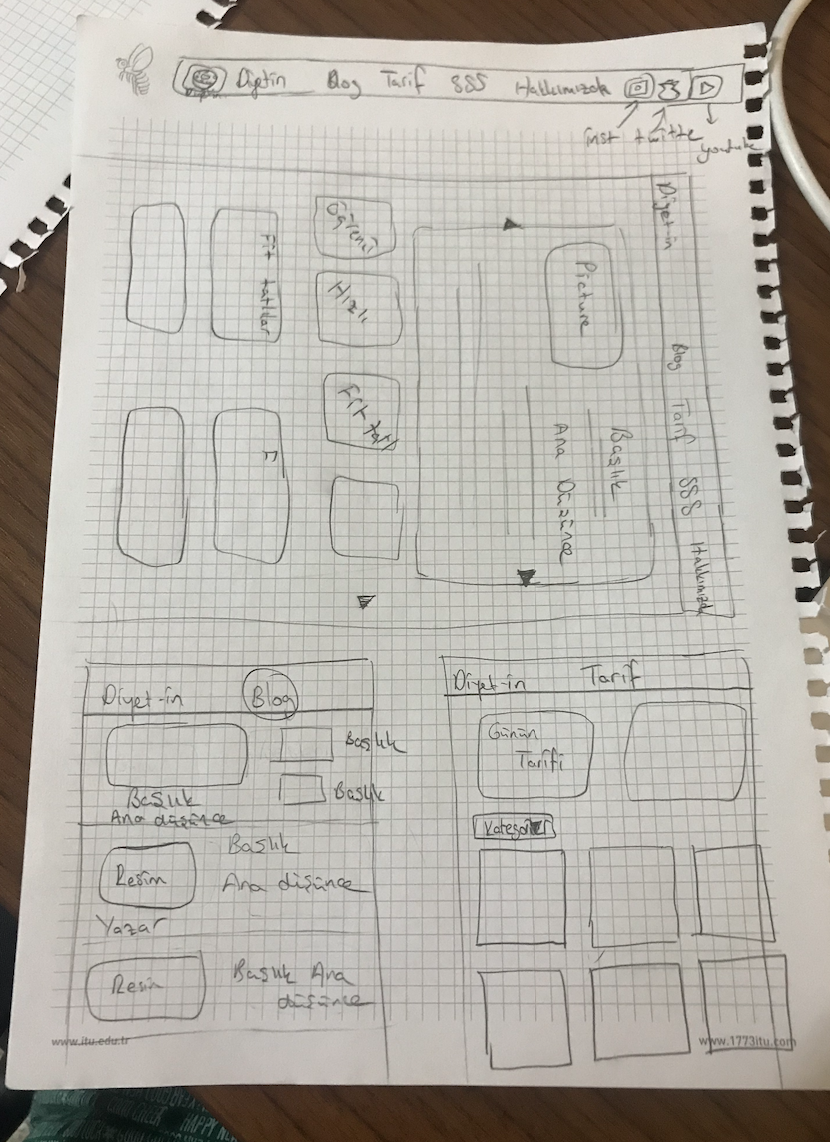 Diyetin Blog Tarif SSS Hakkımızda
inst twitte youtube
Diyet-in Blog Tarif SSS Hakkımızda
Picture
Başlık
Ana Düşünce
Öğrenci
Hızlı
Fit tatlı
Fit tatlılar
F
Diyet-in Blog
Başlık
Başlık
Başlık
Ana düşünce
Resim
Başlık
Ana düşünce
Yazar
Resim
Başlık Ana
düşünce
Diyet-in Tarif
Günün
Tarifi
Kategoriler
www.itu.edu.tr
www.1773itu.com